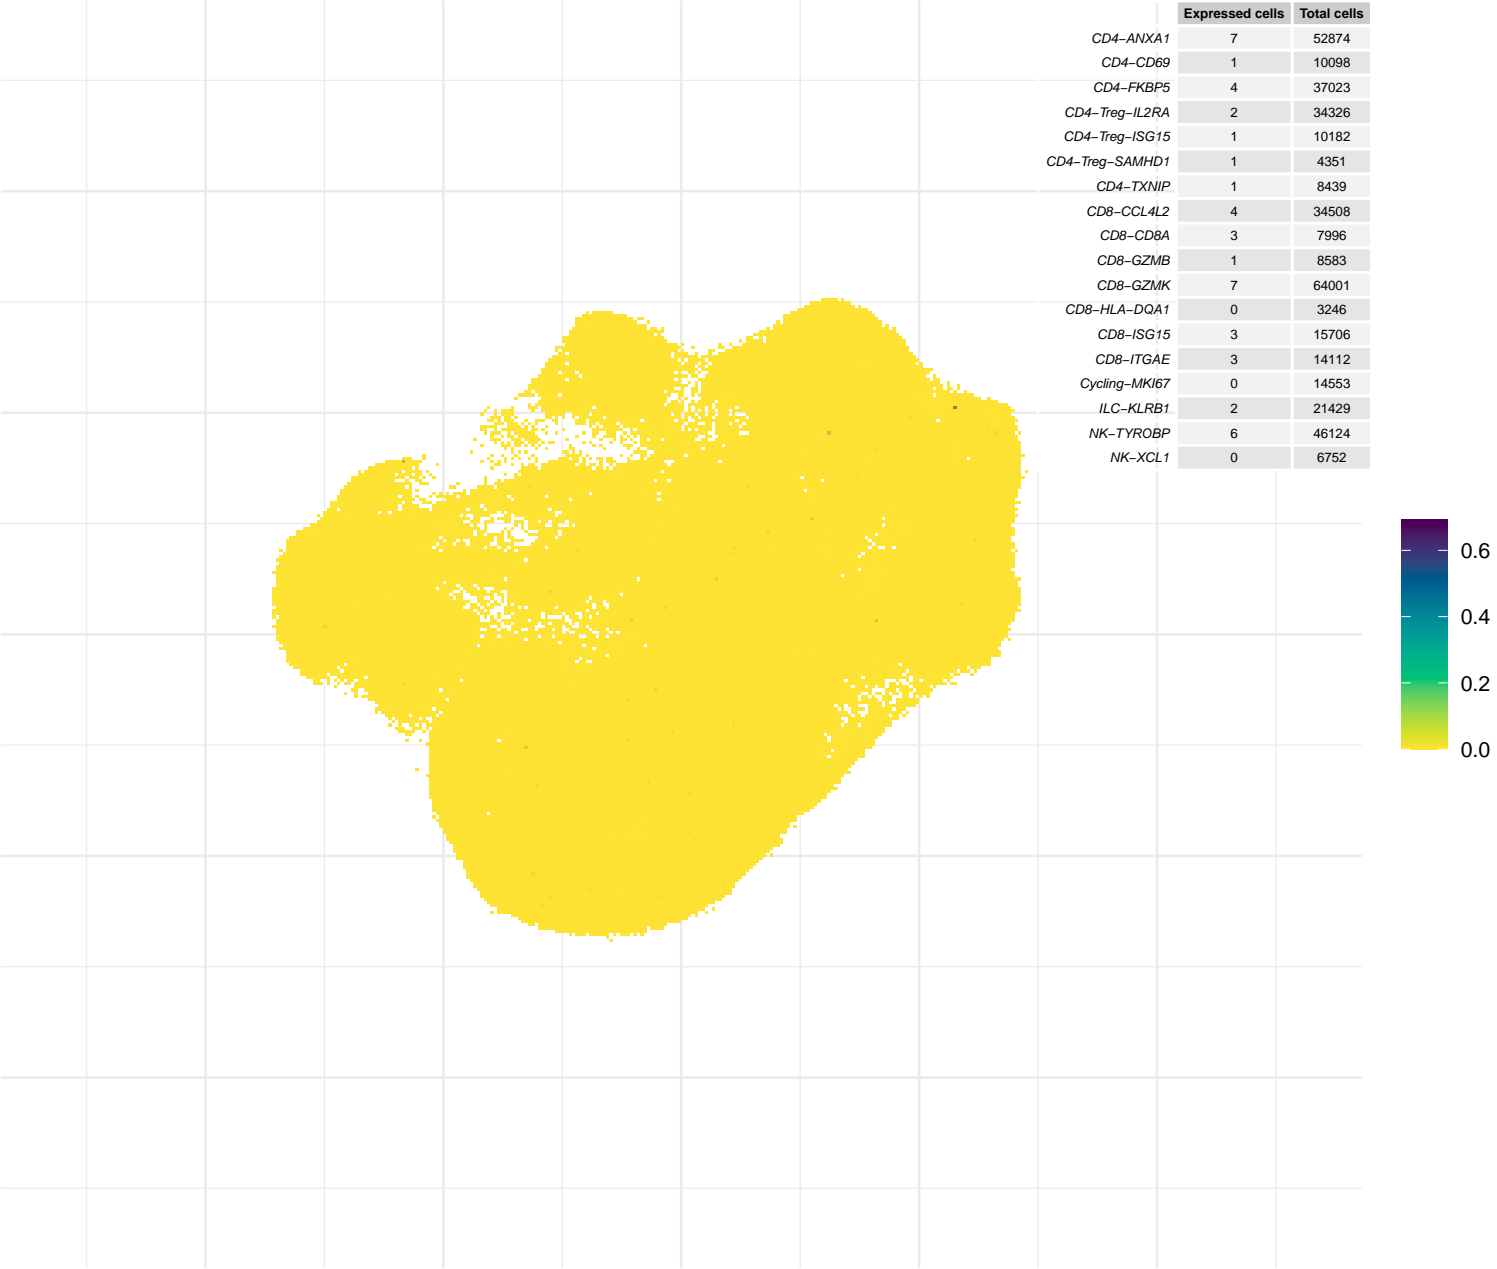 Expressed cells Total cells
CD4−ANXA1 7 52874
CD4−CD69 1 10098
CD4−FKBP5 4 37023
CD4−Treg−IL2RA 2 34326
CD4−Treg−ISG15 1 10182
CD4−Treg−SAMHD1 1 4351
CD4−TXNIP 1 8439
CD8−CCL4L2 4 34508
CD8−CD8A 3 7996
CD8−GZMB 1 8583
CD8−GZMK 7 64001
CD8−HLA−DQA1 0 3246
CD8−ISG15 3 15706
CD8−ITGAE 3 14112
Cycling−MKI67 0 14553
ILC−KLRB1 2 21429
NK−TYROBP 6 46124
NK−XCL1 0 6752
0.6
0.4
0.2
0.0